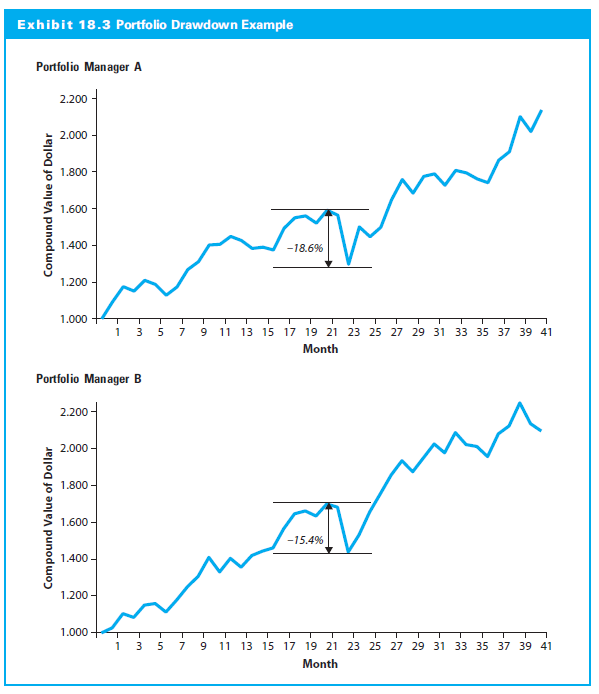 Exhibit 18.3 Portfolio Drawdown Example
Portfolio Manager A
Compound Value of Dollar
2.200
2.000
1.800
1.600
1.400
1.200
1.000
–18.6%
1 3 5 7 9 11 13 15 17 19 21 23 25 27 29 31 33 35 37 39 41
Month
Portfolio Manager B
Compound Value of Dollar
2.200
2.000
1.800
1.600
1.400
1.200
1.000
–15.4%
1 3 5 7 9 11 13 15 17 19 21 23 25 27 29 31 33 35 37 39 41
Month